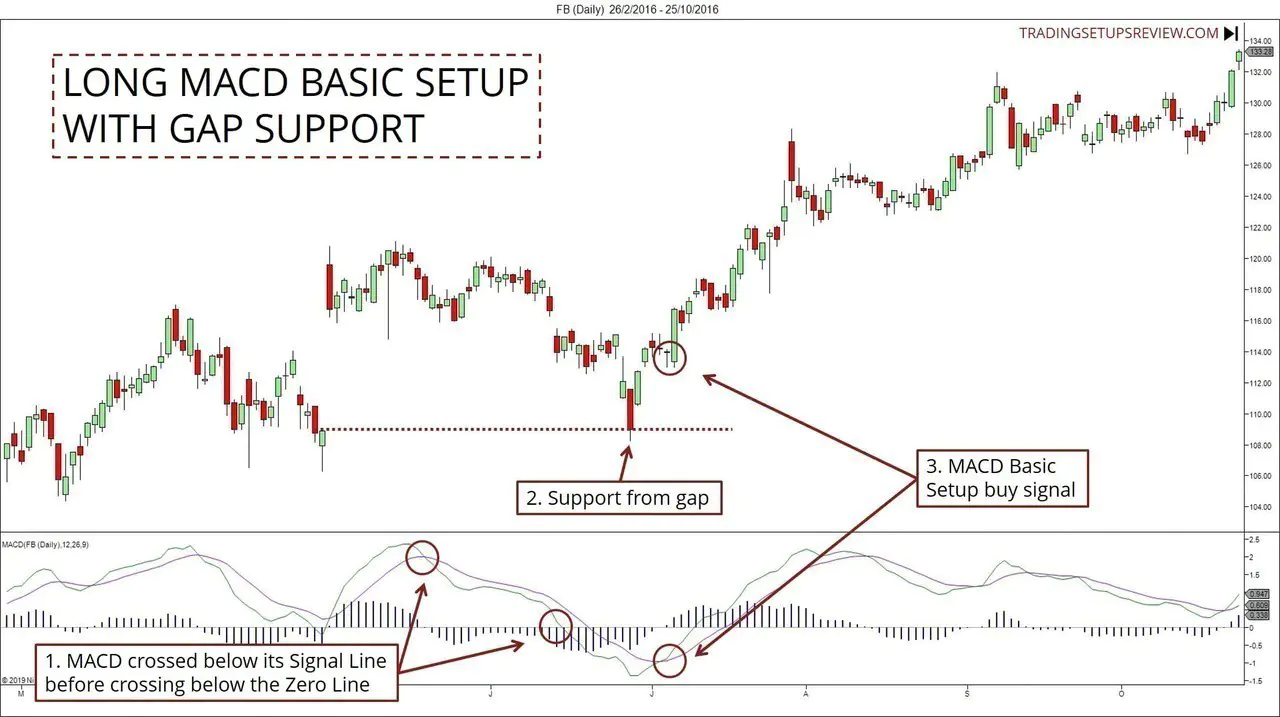 FB (Daily) 26/2/2016 - 25/10/2016
TRADINGSETUPSREVIEW.COM
LONG MACD BASIC SETUP
WITH GAP SUPPORT
134.00
133.28
132.00
130.00
128.00
126.00
124.00
122.00
120.00
118.00
116.00
114.00
112.00
110.00
108.00
106.00
104.00
3. MACD Basic
Setup buy signal
2. Support from gap
MACD(FB (Daily),12,26,9)
2.5
2
1.5
0.947
0.609
0.338
0
-0.5
-1
-1.5
1. MACD crossed below its Signal Line
before crossing below the Zero Line
© 2019
M
J
J
A
S
O